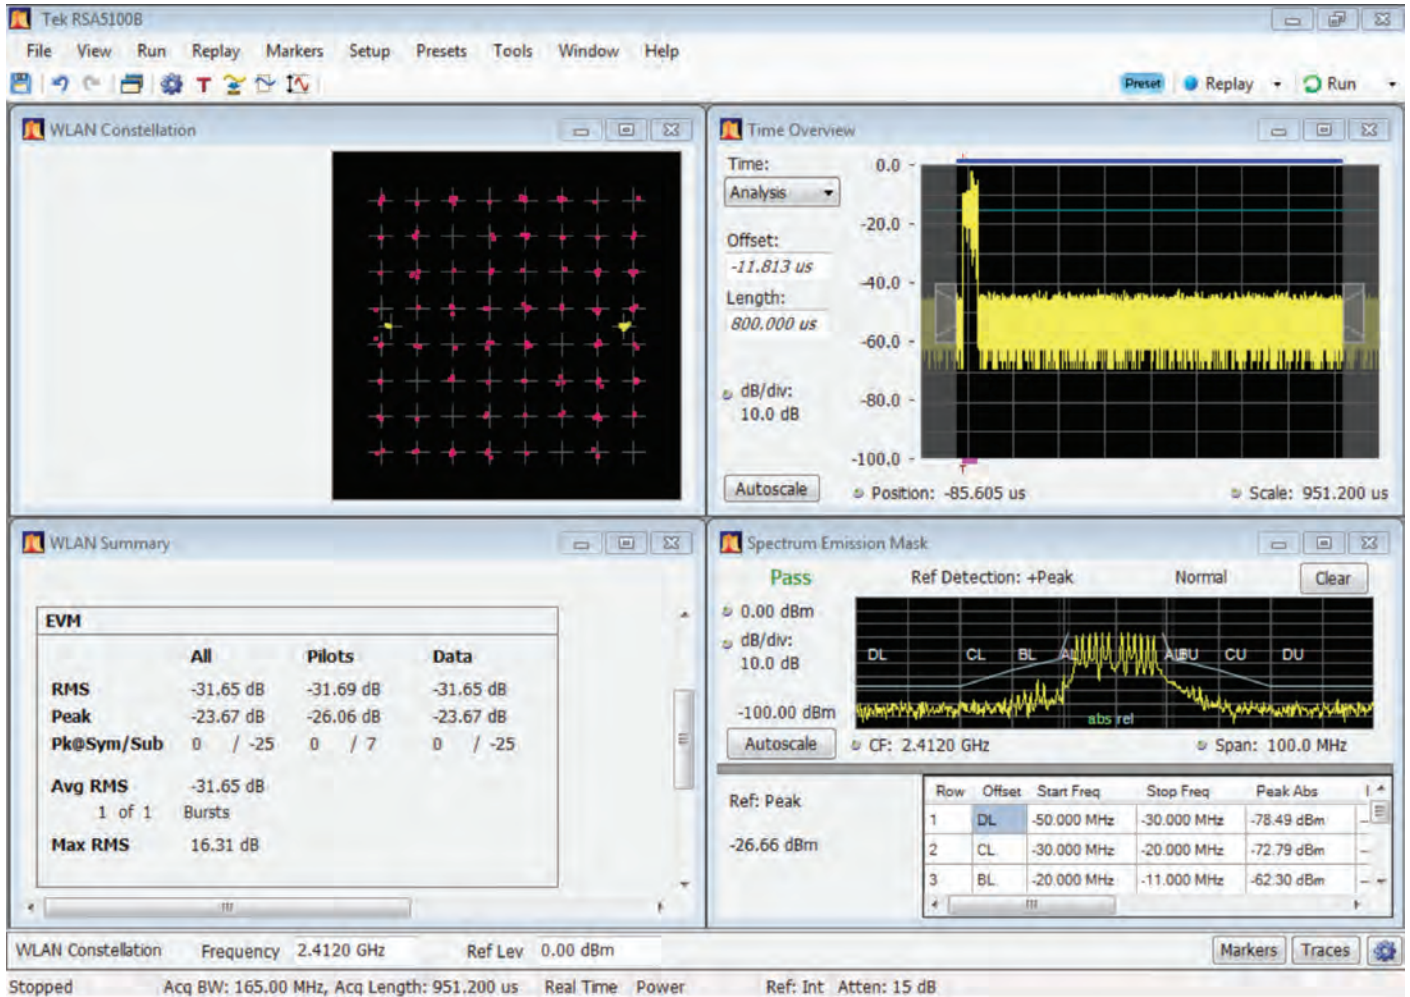 Tek RSA5100B
File View Run Replay Markers Setup Presets Tools Window Help
T Preset Replay Run
WLAN Constellation
Time Overview
Time:
Analysis
Offset:
-11.813 us
Length:
800.000 us
dB/div:
10.0 dB
Autoscale
0.0
-20.0
-40.0
-60.0
-80.0
-100.0
T
Position: -85.605 us Scale: 951.200 us
WLAN Summary
EVM
All Pilots Data
RMS -31.65 dB -31.69 dB -31.65 dB
Peak -23.67 dB -26.06 dB -23.67 dB
Pk@Sym/Sub 0 / -25 0 / 7 0 / -25
Avg RMS -31.65 dB
1 of 1 Bursts
Max RMS 16.31 dB
Spectrum Emission Mask
Pass Ref Detection: +Peak Normal Clear
0.00 dBm
dB/div:
10.0 dB
-100.00 dBm
Autoscale
DL CL BL AL AU BU CU DU
abs rel
CF: 2.4120 GHz Span: 100.0 MHz
Ref: Peak
-26.66 dBm
Row Offset Start Freq Stop Freq Peak Abs
1 DL -50.000 MHz -30.000 MHz -78.49 dBm --
2 CL -30.000 MHz -20.000 MHz -72.79 dBm --
3 BL -20.000 MHz -11.000 MHz -62.30 dBm --
WLAN Constellation Frequency 2.4120 GHz Ref Lev 0.00 dBm Markers Traces
Stopped Acq BW: 165.00 MHz, Acq Length: 951.200 us Real Time Power Ref: Int Atten: 15 dB